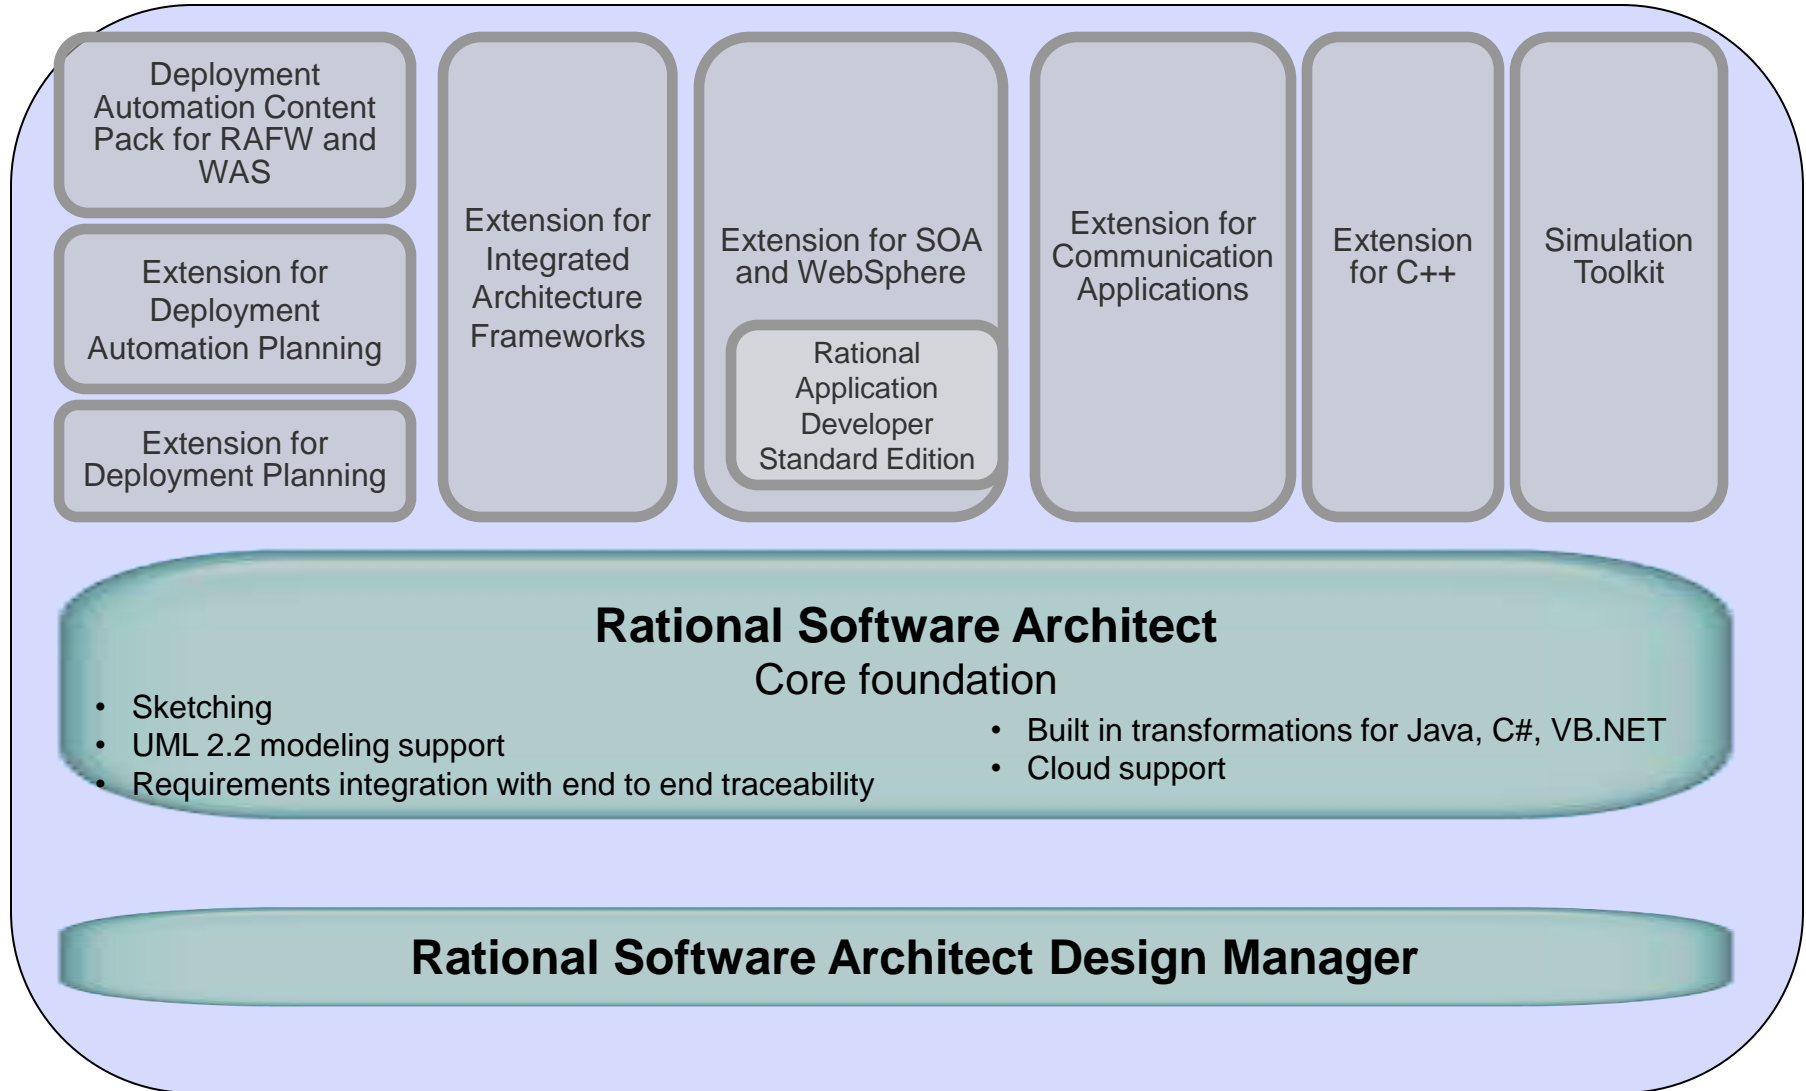 Deployment
Automation Content
Pack for RAFW and
WAS
Extension for
Deployment
Automation Planning
Extension for
Deployment Planning
Extension for
Integrated
Architecture
Frameworks
Extension for SOA
and WebSphere
Rational
Application
Developer
Standard Edition
Extension for
Communication
Applications
Extension
for C++
Simulation
Toolkit
Rational Software Architect
Core foundation
• Sketching
• UML 2.2 modeling support
• Requirements integration with end to end traceability
• Built in transformations for Java, C#, VB.NET
• Cloud support
Rational Software Architect Design Manager